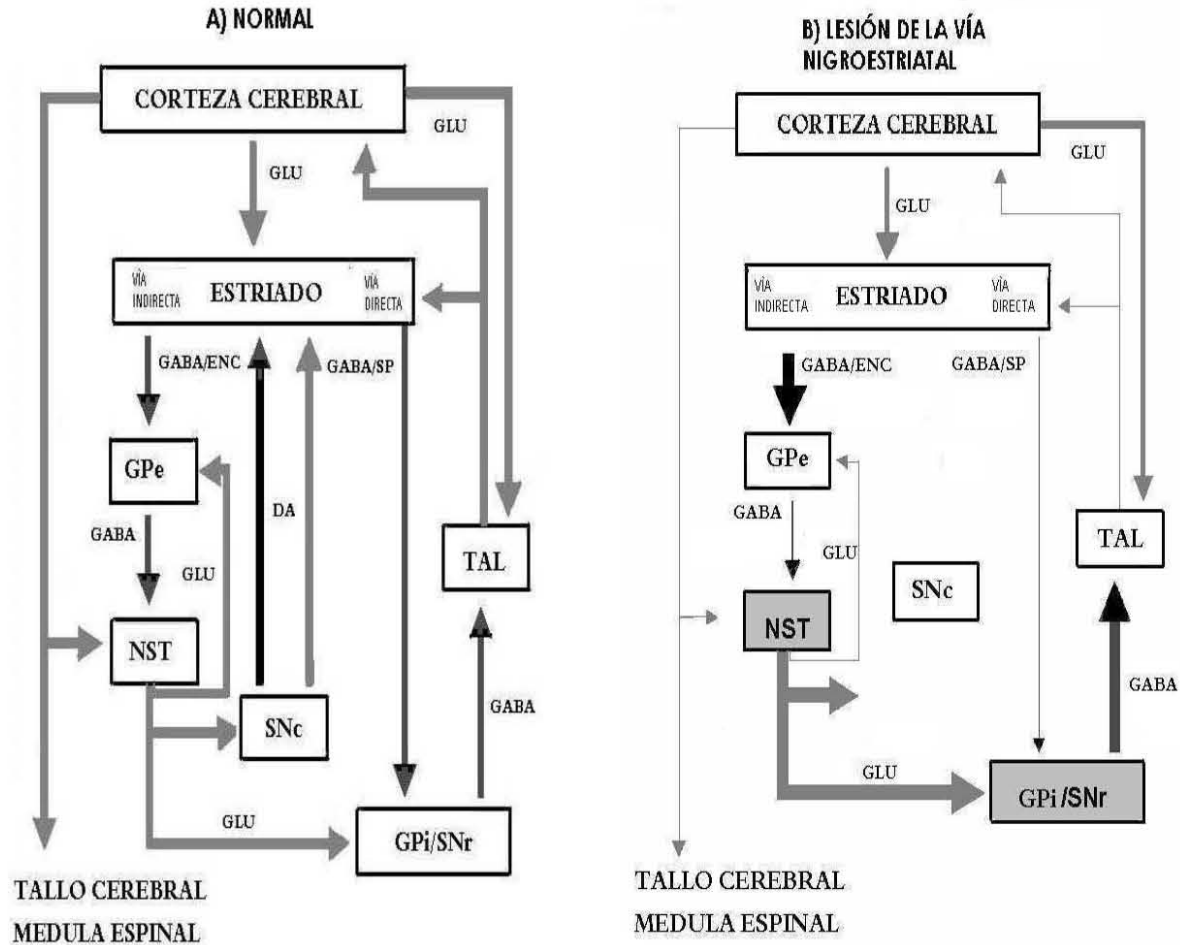 A) NORMAL
CORTEZA CEREBRAL
GLU
GLU
VÍA
INDIRECTA
ESTRIADO
VÍA
DIRECTA
GABA/ENC
GABA/SP
GPe
DA
GABA
GLU
TAL
NST
SNc
GABA
GLU
GPi/SNr
TALLO CEREBRAL
MEDULA ESPINAL
B) LESIÓN DE LA VÍA
NIGROESTRIATAL
CORTEZA CEREBRAL
GLU
GLU
VÍA
INDIRECTA
ESTRIADO
VÍA
DIRECTA
GABA/ENC
GABA/SP
GPe
GABA
GLU
TAL
SNc
NST
GABA
GLU
GPi/SNr
TALLO CEREBRAL
MEDULA ESPINAL